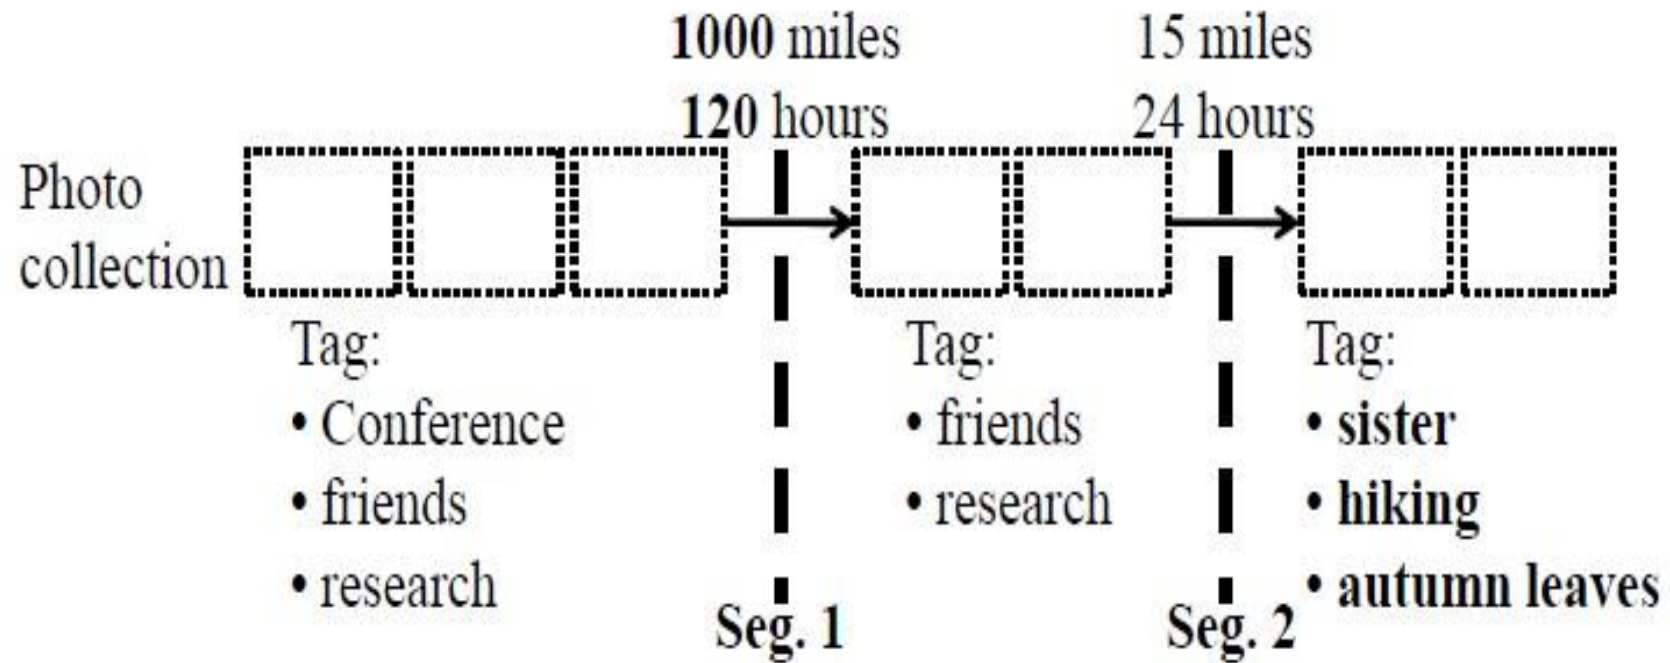 1000 miles
120 hours
15 miles
24 hours
Photo
collection
Tag:
• Conference
• friends
• research
Tag:
• friends
• research
Tag:
• sister
• hiking
• autumn leaves
Seg. 1
Seg. 2